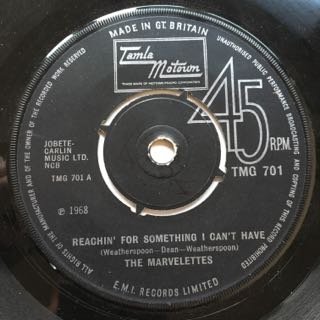 MADE IN GT. BRITAIN
UNAUTHORISED PUBLIC PERFORMANCE BROADCASTING AND COPYING OF THIS RECORD PROHIBITED
ALL RIGHTS OF THE MANUFACTURER AND OF THE OWNER OF THE RECORDED WORK RESERVED
Tamla
Motown
45
R.P.M.
TMG 701
JOBETE-
CARLIN
MUSIC LTD.
NCB
TMG 701 A
℗ 1968
REACHIN' FOR SOMETHING I CAN'T HAVE
(Weatherspoon—Dean—Weatherspoon)
THE MARVELETTES
E.M.I. RECORDS LIMITED